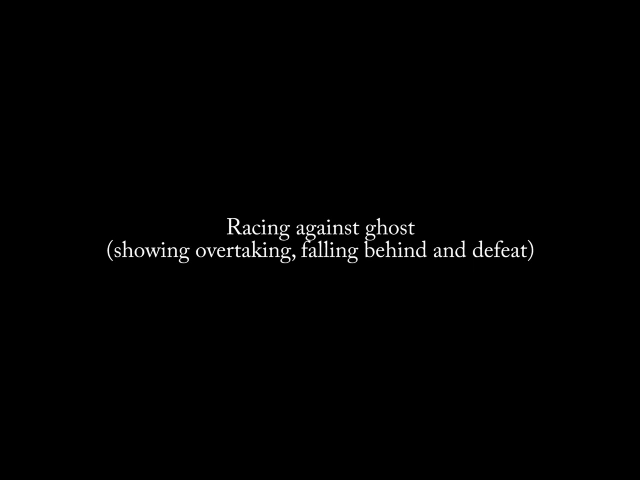 Racing against ghost
(showing overtaking, falling behind and defeat)